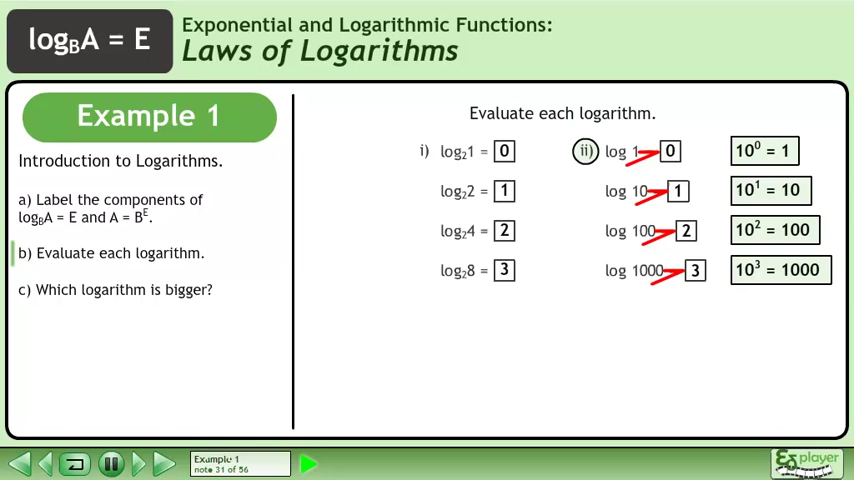 log_B A = E
Exponential and Logarithmic Functions:
Laws of Logarithms
Example 1
Introduction to Logarithms.
a) Label the components of
log_B A = E and A = B^E.
b) Evaluate each logarithm.
c) Which logarithm is bigger?
Evaluate each logarithm.
i) log₂1 = 0 ii) log 1 0 10⁰ = 1
log₂2 = 1 log 10 1 10¹ = 10
log₂4 = 2 log 100 2 10² = 100
log₂8 = 3 log 1000 3 10³ = 1000
Example 1
note 31 of 56
player